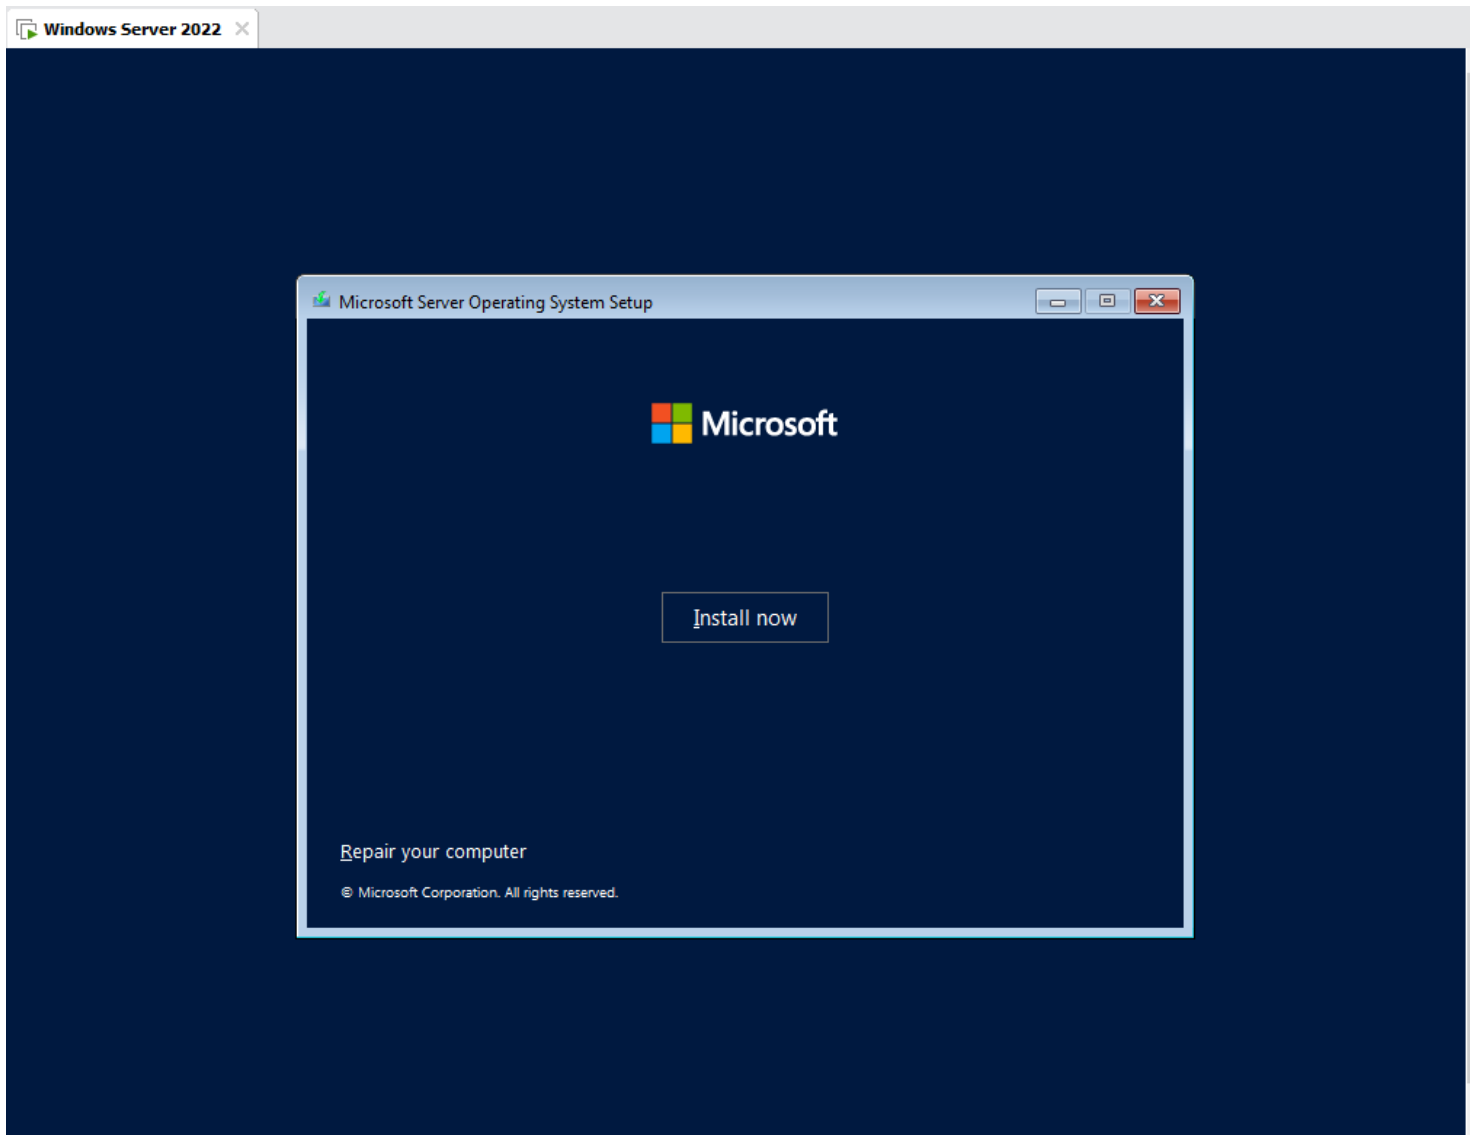 Windows Server 2022
Microsoft Server Operating System Setup
Microsoft
Install now
Repair your computer
© Microsoft Corporation. All rights reserved.